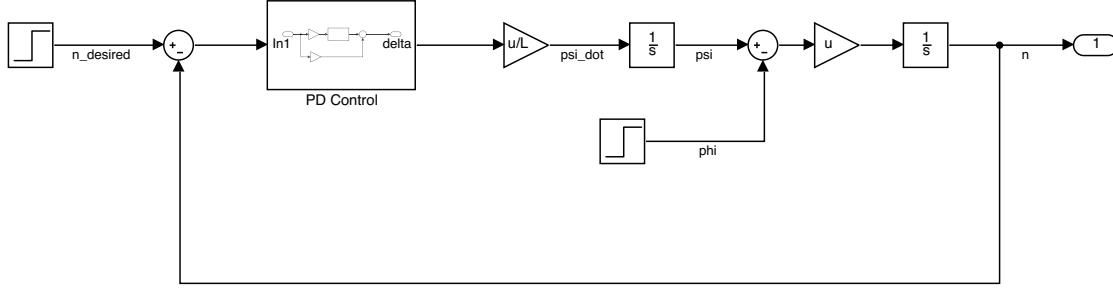 n_desired
+
−
In1
delta
PD Control
u/L
psi_dot
1
s
psi
+
−
u
1
s
n
1
phi